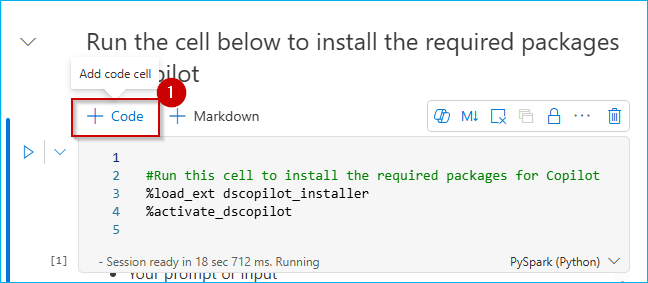 Run the cell below to install the required packages
Add code cell
pilot
1
+ Code + Markdown
M↓ ...
1
2 #Run this cell to install the required packages for Copilot
3 %load_ext dscopilot_installer
4 %activate_dscopilot
5
[1] - Session ready in 18 sec 712 ms. Running PySpark (Python)
• Your prompt or input